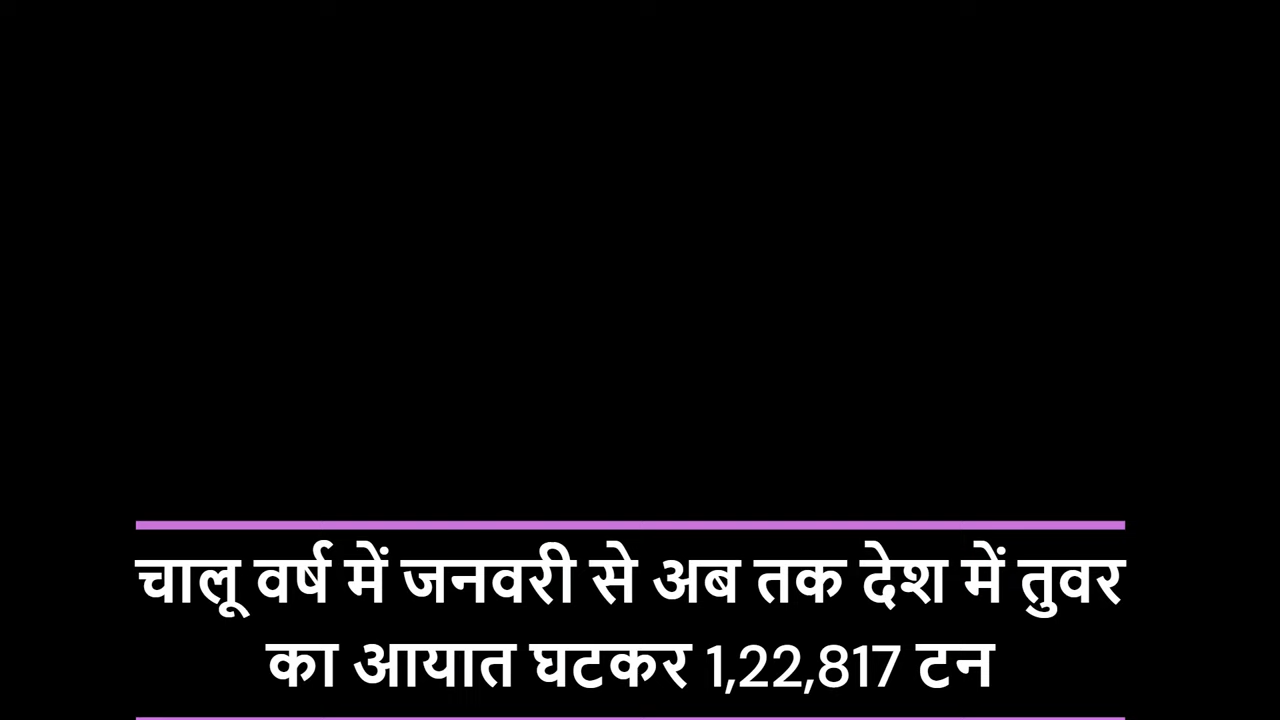 चालू वर्ष में जनवरी से अब तक देश में तुवर
का आयात घटकर 1,22,817 टन